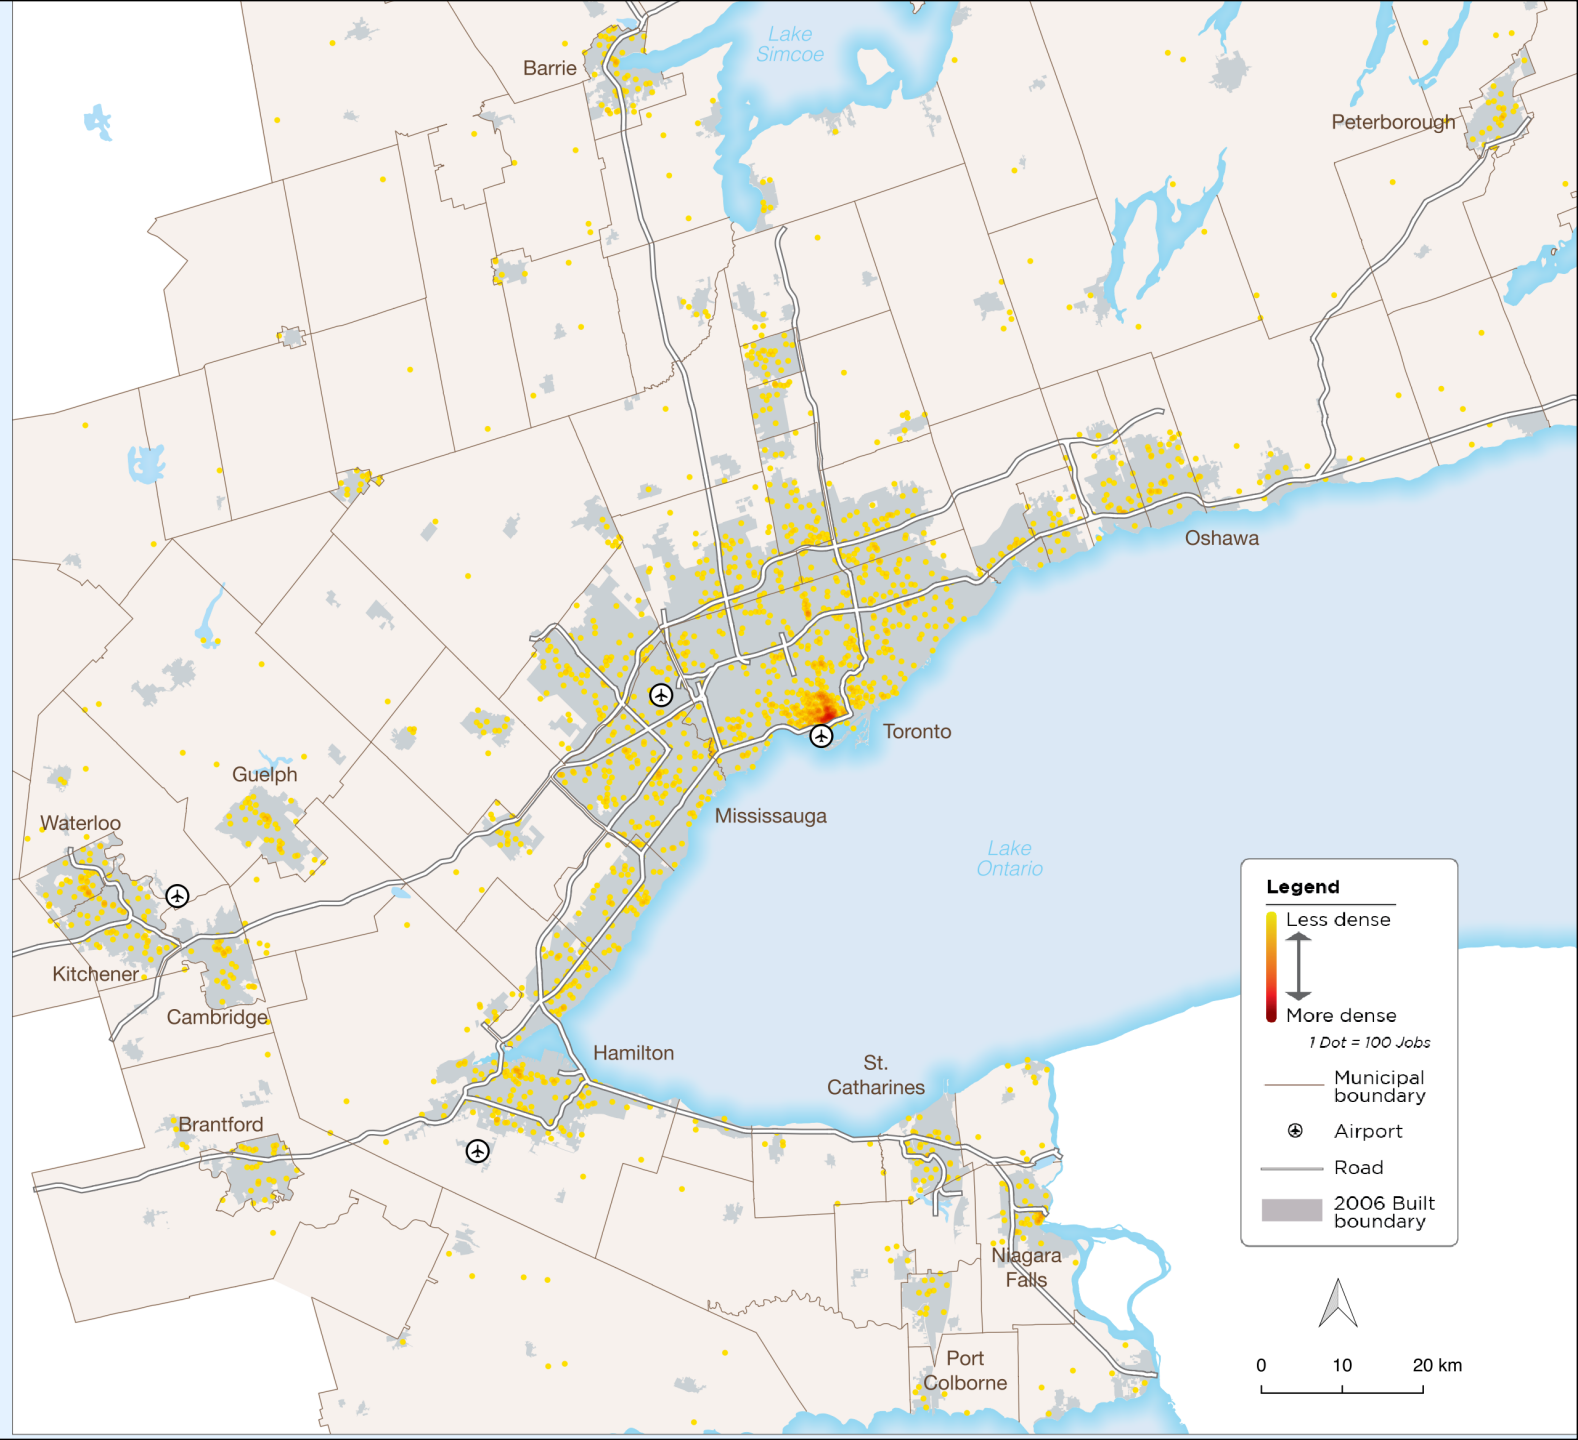 Lake
Simcoe
Barrie
Peterborough
Oshawa
Toronto
Guelph
Waterloo
Mississauga
Lake
Ontario
Kitchener
Cambridge
Hamilton
St.
Catharines
Brantford
Niagara
Falls
Port
Colborne
Legend
Less dense
More dense
1 Dot = 100 Jobs
Municipal
boundary
Airport
Road
2006 Built
boundary
0 10 20 km